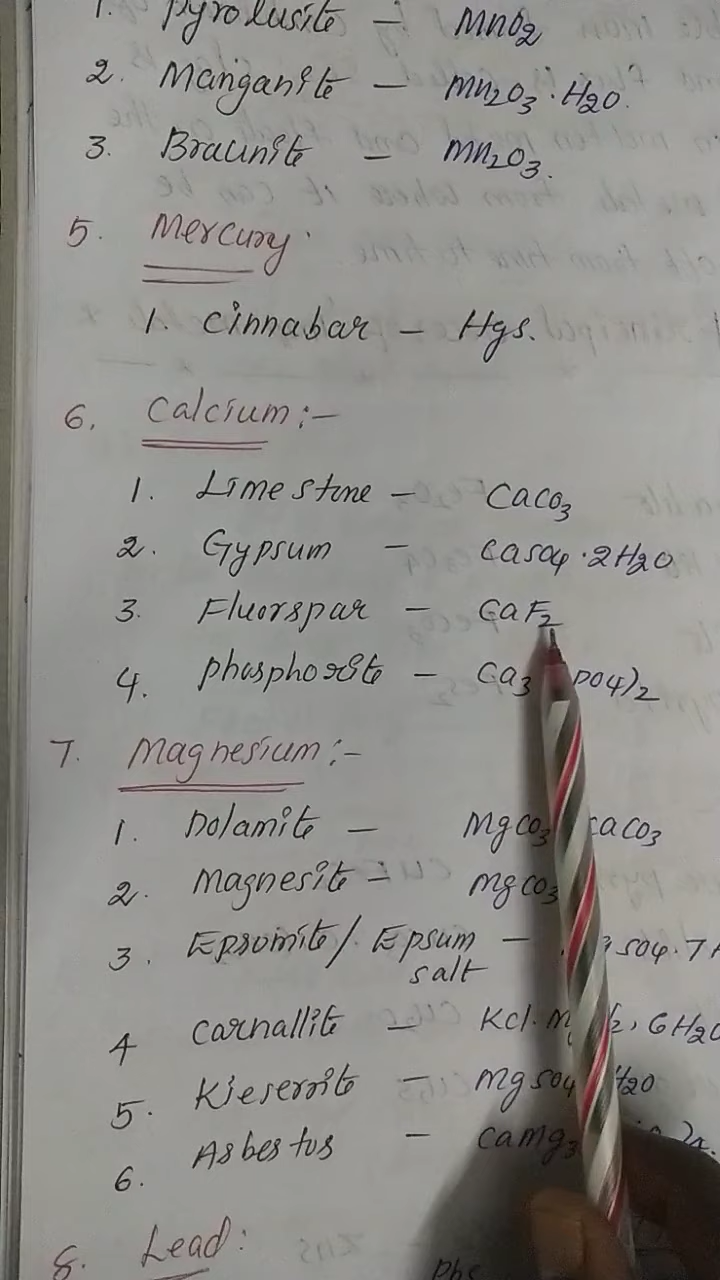 1. Pyrolusite - MnO2
2. Manganite - Mn2O3·H2O.
3. Braunite - Mn2O3.
5. Mercury
1. Cinnabar - Hgs.
6. Calcium:-
1. Limestone - CaCO3
2. Gypsum - CaSO4·2H2O
3. Fluorspar - CaF2
4. phosphorite - Ca3 PO4)2
7. Magnesium:-
1. Dolamite - MgCO3 CaCO3
2. Magnesite - MgCO3
3. Epsomite/Epsum - SO4.7H
salt
4 Carnallite - KCl. 2, 6H2O
5. Kieserite - MgSO4 H2O
6. Asbestos - CaMg3
8. Lead:
Pbs